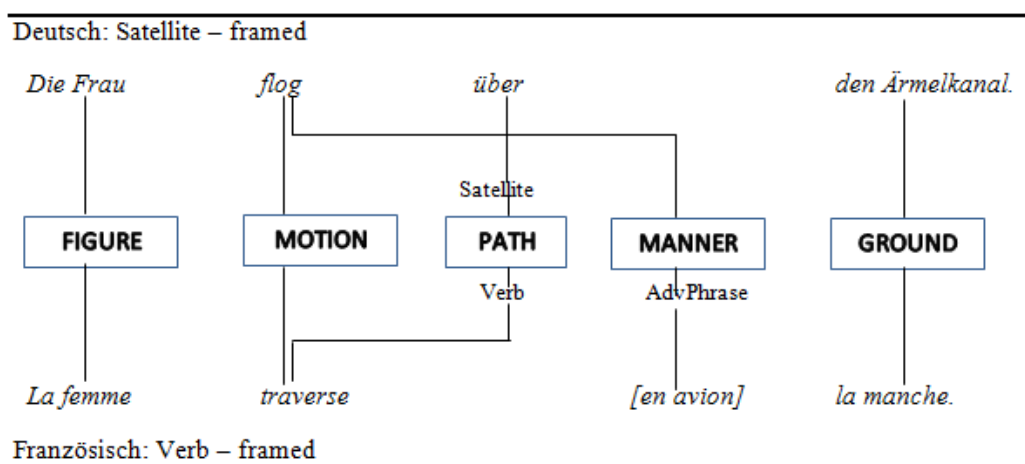 Deutsch: Satellite – framed
Die Frau flog über den Ärmelkanal.
Satellite
FIGURE MOTION PATH MANNER GROUND
Verb AdvPhrase
La femme traverse [en avion] la manche.
Französisch: Verb – framed